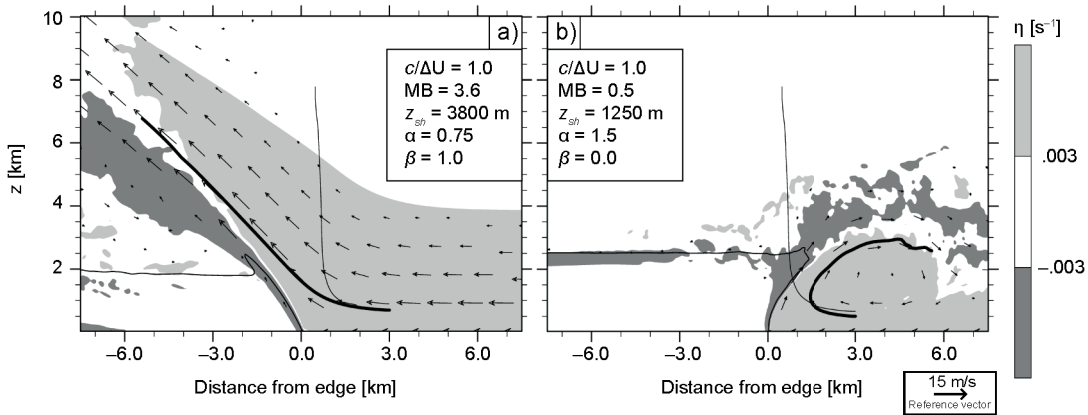 a)
c/ΔU = 1.0
MB = 3.6
z_sh = 3800 m
α = 0.75
β = 1.0
b)
c/ΔU = 1.0
MB = 0.5
z_sh = 1250 m
α = 1.5
β = 0.0
η [s⁻¹]
.003
−.003
z [km]
10
8
6
4
2
−6.0 −3.0 0.0 3.0 6.0
−6.0 −3.0 0.0 3.0 6.0
Distance from edge [km]
Distance from edge [km]
15 m/s
Reference vector